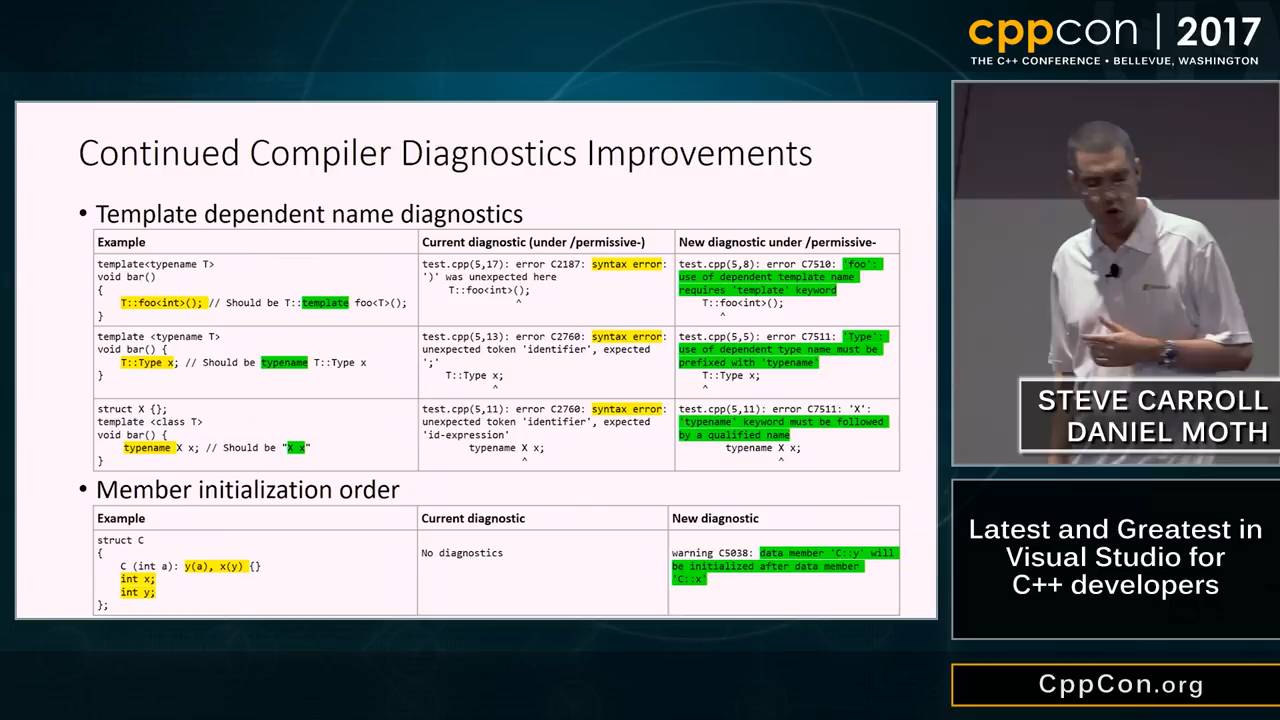 cppcon | 2017
THE C++ CONFERENCE • BELLEVUE, WASHINGTON
Continued Compiler Diagnostics Improvements
• Template dependent name diagnostics
Example
Current diagnostic (under /permissive-)
New diagnostic under /permissive-
template<typename T>
void bar()
{
T::foo<int>(); // Should be T::template foo<T>();
}
test.cpp(5,17): error C2187: syntax error:
')' was unexpected here
T::foo<int>();
^
test.cpp(5,8): error C7510: 'foo':
use of dependent template name
requires 'template' keyword
T::foo<int>();
^
template <typename T>
void bar() {
T::Type x; // Should be typename T::Type x
}
test.cpp(5,13): error C2760: syntax error:
unexpected token 'identifier', expected
';'
T::Type x;
^
test.cpp(5,5): error C7511: 'Type':
use of dependent type name must be
prefixed with 'typename'
T::Type x;
^
struct X {};
template <class T>
void bar() {
typename X x; // Should be "X x"
}
test.cpp(5,11): error C2760: syntax error:
unexpected token 'identifier', expected
'id-expression'
typename X x;
^
test.cpp(5,11): error C7511: 'X':
'typename' keyword must be followed
by a qualified name
typename X x;
^
• Member initialization order
Example
Current diagnostic
New diagnostic
struct C
{
C (int a): y(a), x(y) {}
int x;
int y;
};
No diagnostics
warning C5038: data member 'C::y' will
be initialized after data member
'C::x'
STEVE CARROLL
DANIEL MOTH
Latest and Greatest in
Visual Studio for
C++ developers
CppCon.org